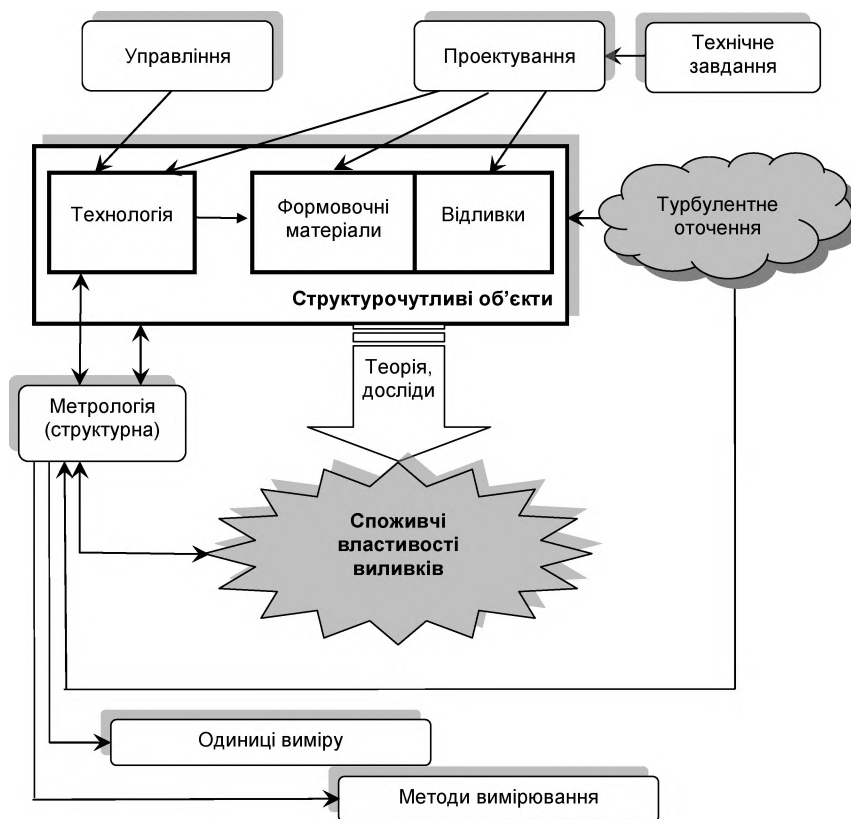 Управління
Проектування
Технічне
завдання
Технологія
Формовочні
матеріали
Відливки
Турбулентне
оточення
Структурочутливі об’єкти
Теорія,
досліди
Метрологія
(структурна)
Споживчі
властивості
виливків
Одиниці виміру
Методи вимірювання